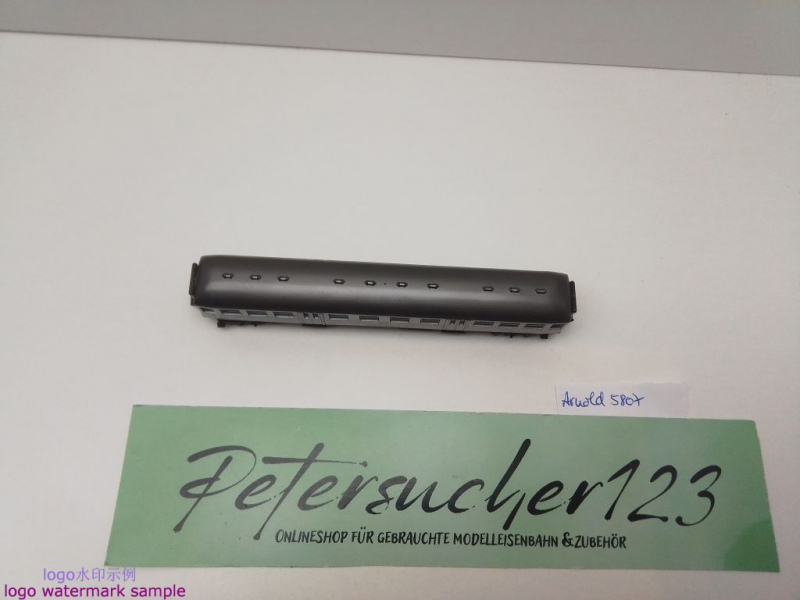 Arnold 5807
Petersucher123
ONLINESHOP FÜR GEBRAUCHTE MODELLEISENBAHN & ZUBEHÖR
logo水印示例
logo watermark sample